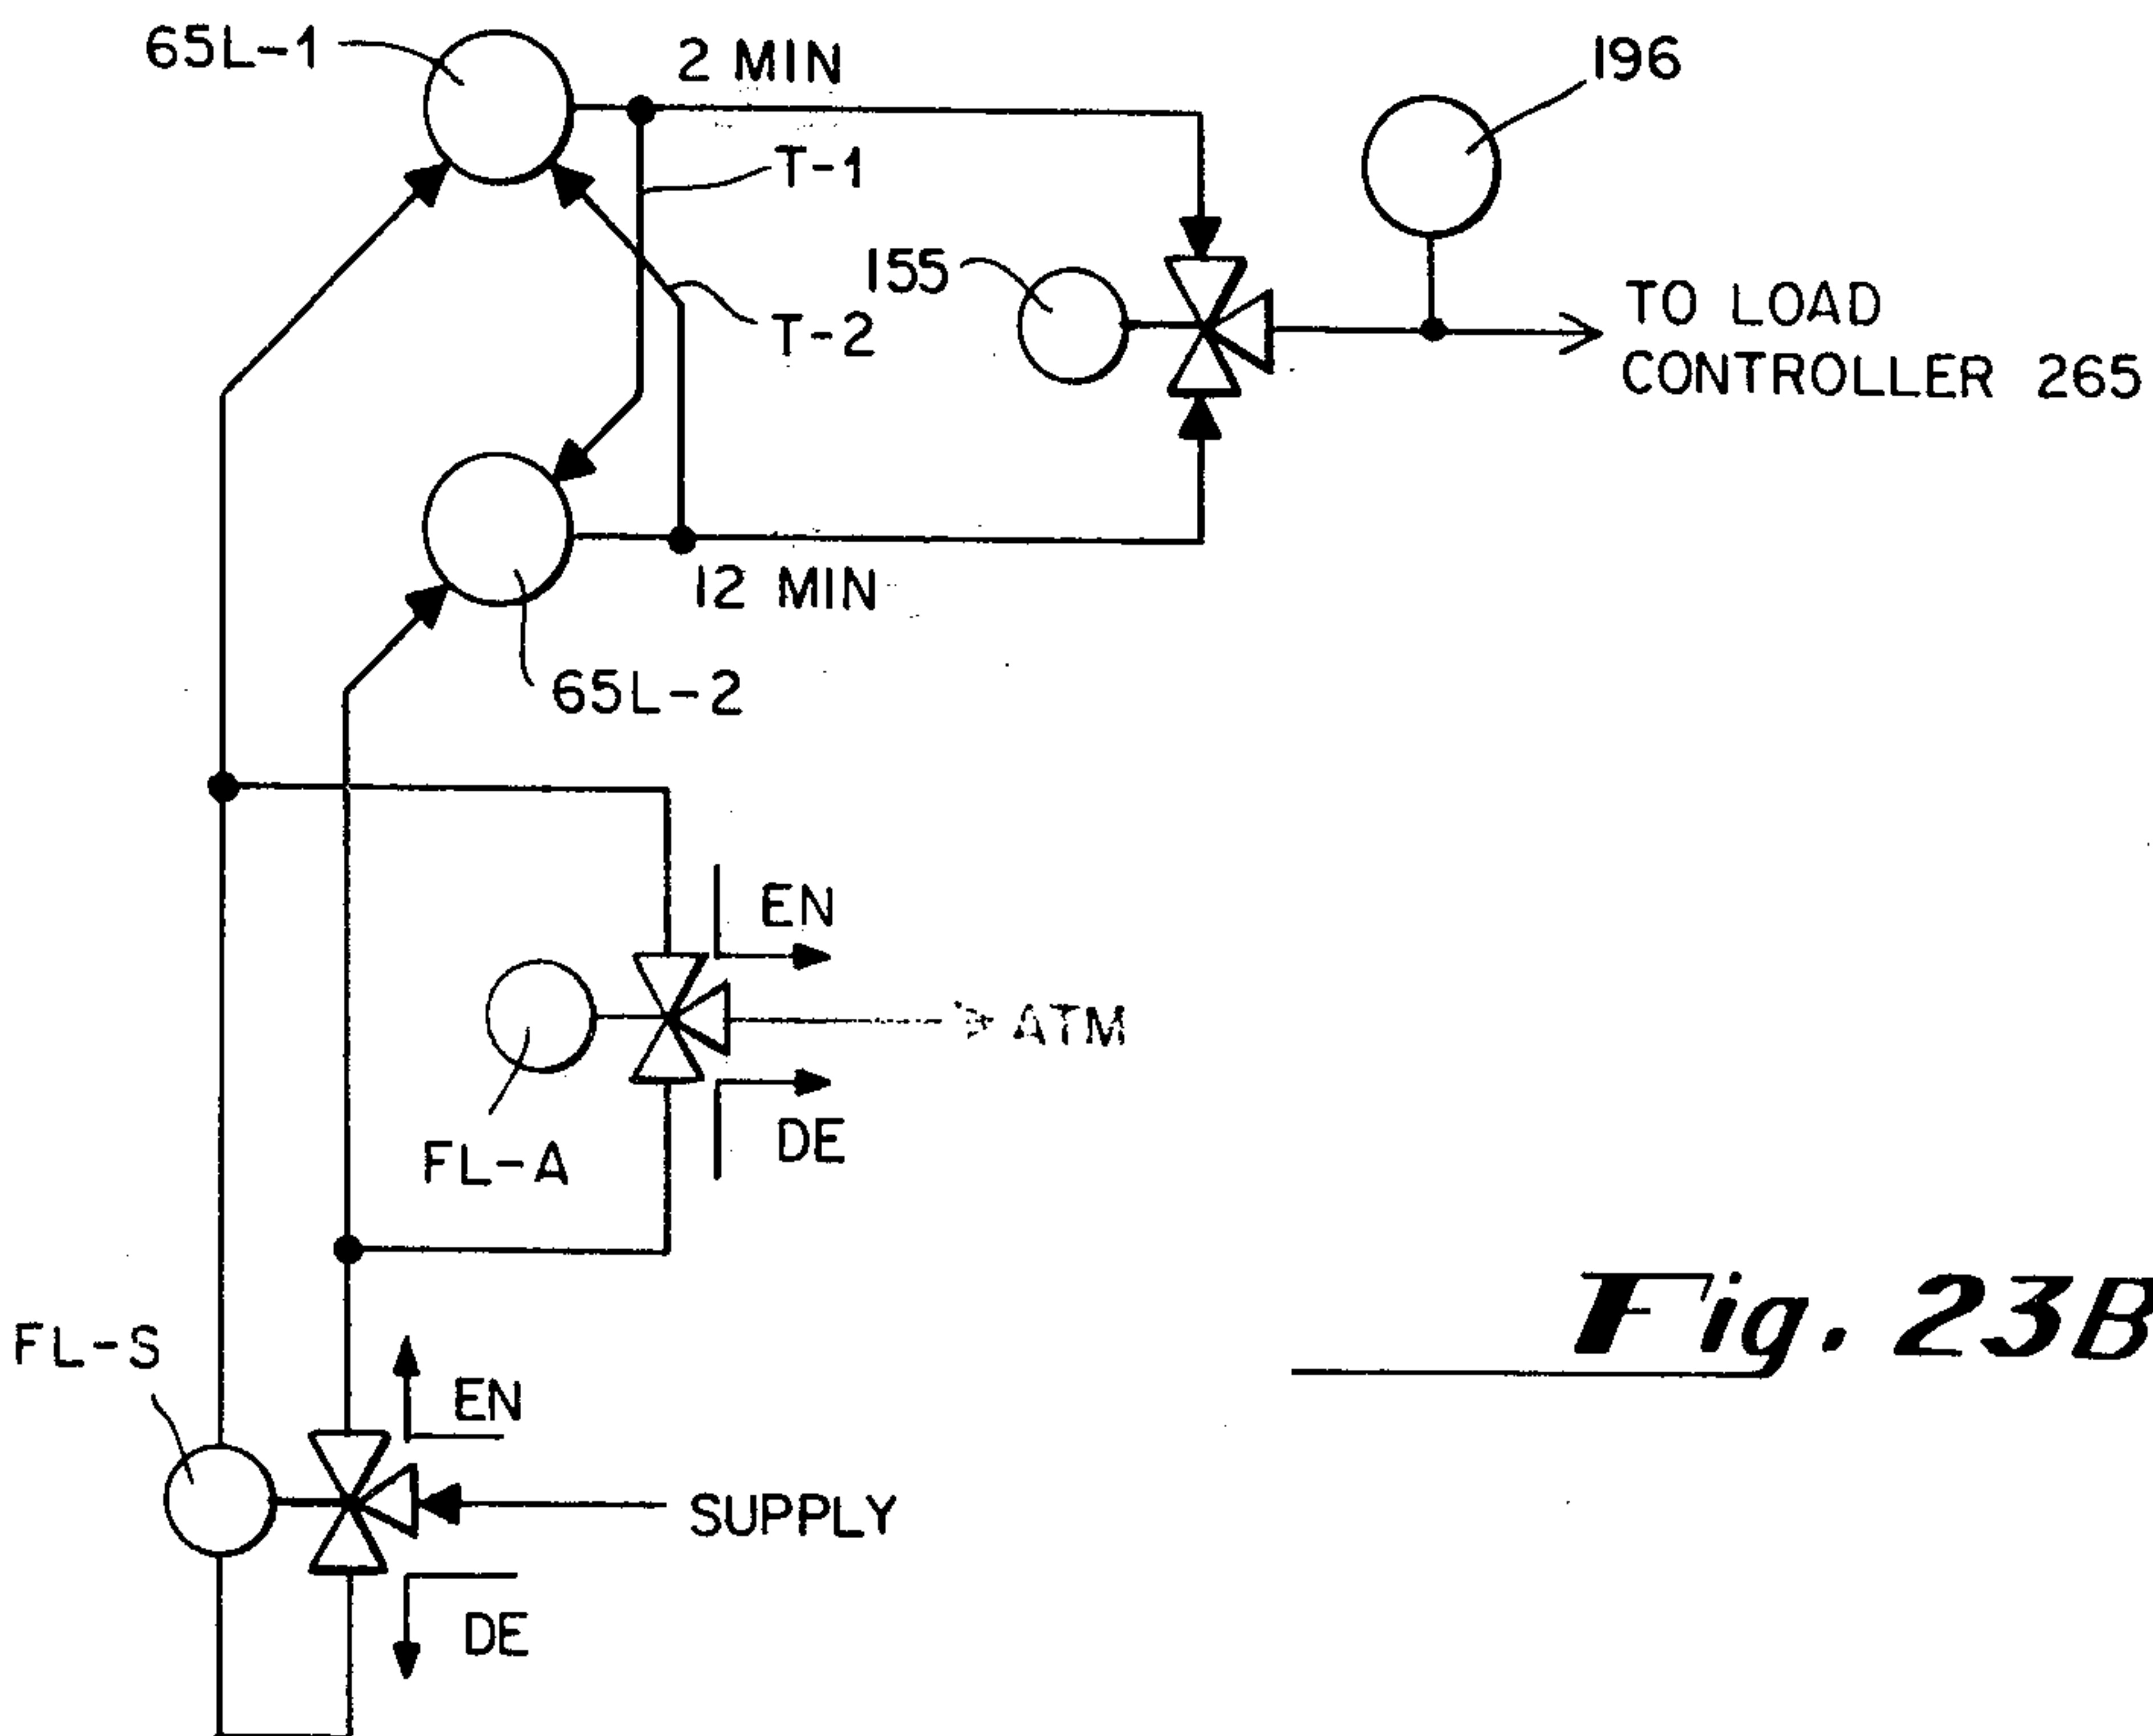 65L-1
2 MIN
196
T-1
155
T-2
TO LOAD
CONTROLLER 265
12 MIN
65L-2
EN
ATM
FL-A
DE
Fig. 23B
FL-S
EN
SUPPLY
DE